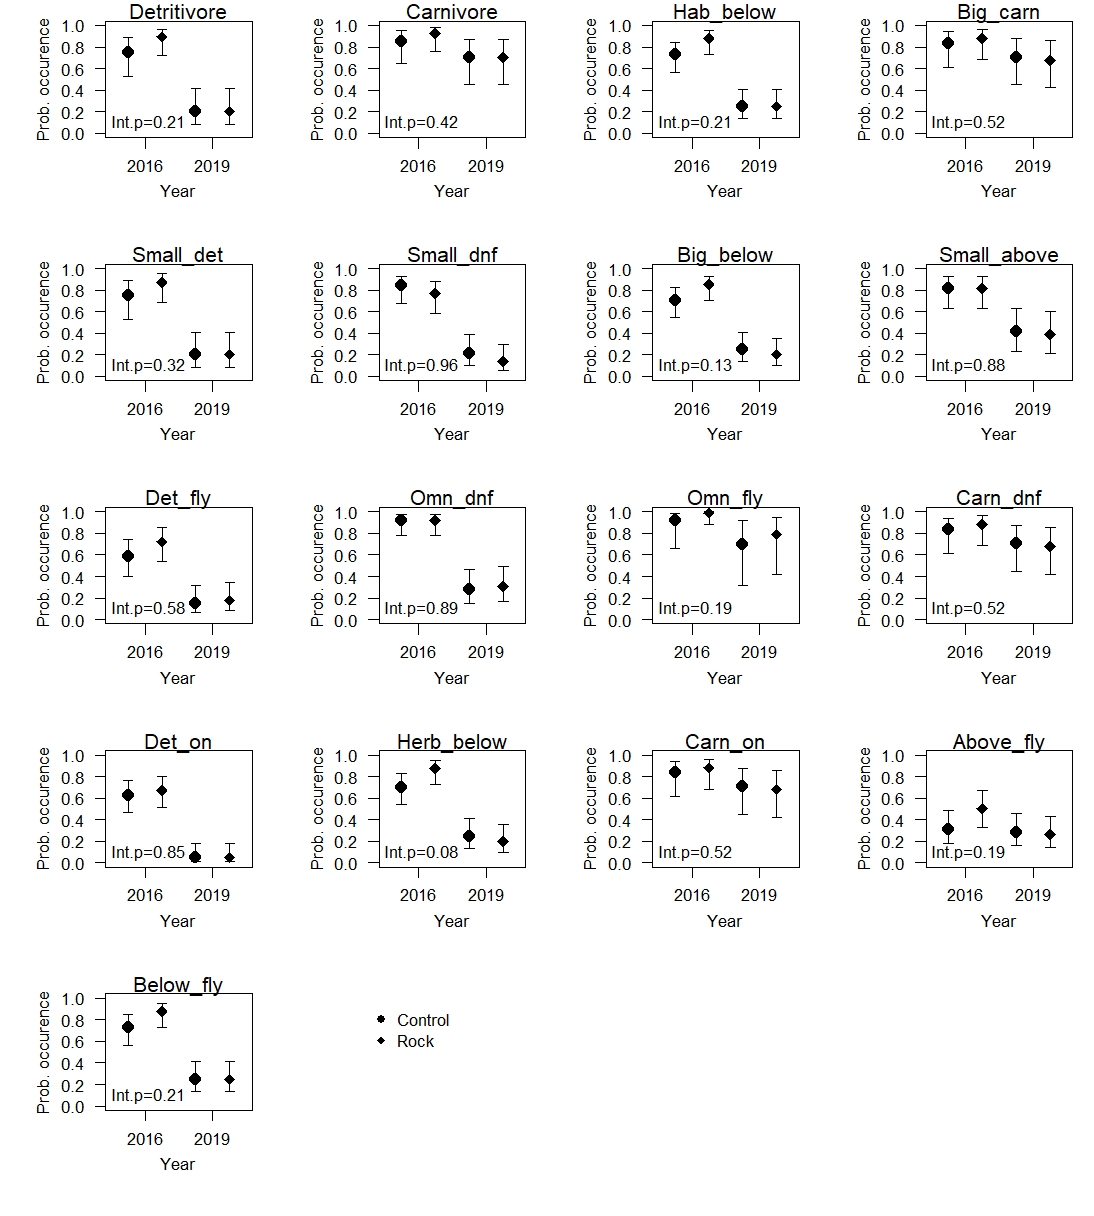 Detritivore
Prob. occurence
1.0
0.8
0.6
0.4
0.2
0.0
Int.p=0.21
2016 2019
Year
Carnivore
Prob. occurence
1.0
0.8
0.6
0.4
0.2
0.0
Int.p=0.42
2016 2019
Year
Hab_below
Prob. occurence
1.0
0.8
0.6
0.4
0.2
0.0
Int.p=0.21
2016 2019
Year
Big_carn
Prob. occurence
1.0
0.8
0.6
0.4
0.2
0.0
Int.p=0.52
2016 2019
Year
Small_det
Prob. occurence
1.0
0.8
0.6
0.4
0.2
0.0
Int.p=0.32
2016 2019
Year
Small_dnf
Prob. occurence
1.0
0.8
0.6
0.4
0.2
0.0
Int.p=0.96
2016 2019
Year
Big_below
Prob. occurence
1.0
0.8
0.6
0.4
0.2
0.0
Int.p=0.13
2016 2019
Year
Small_above
Prob. occurence
1.0
0.8
0.6
0.4
0.2
0.0
Int.p=0.88
2016 2019
Year
Det_fly
Prob. occurence
1.0
0.8
0.6
0.4
0.2
0.0
Int.p=0.58
2016 2019
Year
Omn_dnf
Prob. occurence
1.0
0.8
0.6
0.4
0.2
0.0
Int.p=0.89
2016 2019
Year
Omn_fly
Prob. occurence
1.0
0.8
0.6
0.4
0.2
0.0
Int.p=0.19
2016 2019
Year
Carn_dnf
Prob. occurence
1.0
0.8
0.6
0.4
0.2
0.0
Int.p=0.52
2016 2019
Year
Det_on
Prob. occurence
1.0
0.8
0.6
0.4
0.2
0.0
Int.p=0.85
2016 2019
Year
Herb_below
Prob. occurence
1.0
0.8
0.6
0.4
0.2
0.0
Int.p=0.08
2016 2019
Year
Carn_on
Prob. occurence
1.0
0.8
0.6
0.4
0.2
0.0
Int.p=0.52
2016 2019
Year
Above_fly
Prob. occurence
1.0
0.8
0.6
0.4
0.2
0.0
Int.p=0.19
2016 2019
Year
Below_fly
Prob. occurence
1.0
0.8
0.6
0.4
0.2
0.0
Int.p=0.21
2016 2019
Year
Control
Rock